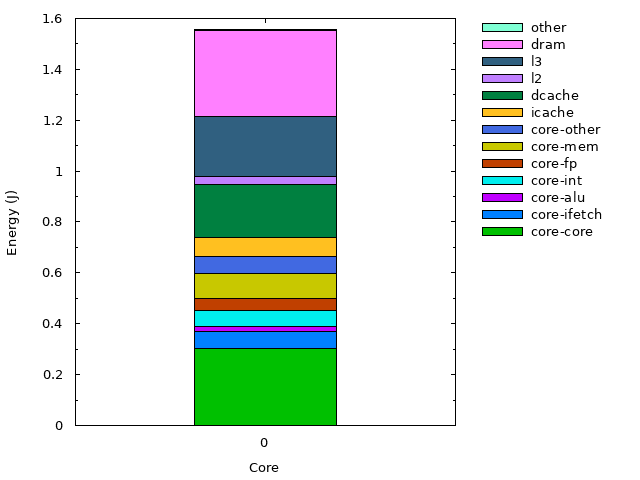 1.6
1.4
1.2
1
0.8
0.6
0.4
0.2
0
Energy (J)
0
Core
other
dram
l3
l2
dcache
icache
core-other
core-mem
core-fp
core-int
core-alu
core-ifetch
core-core